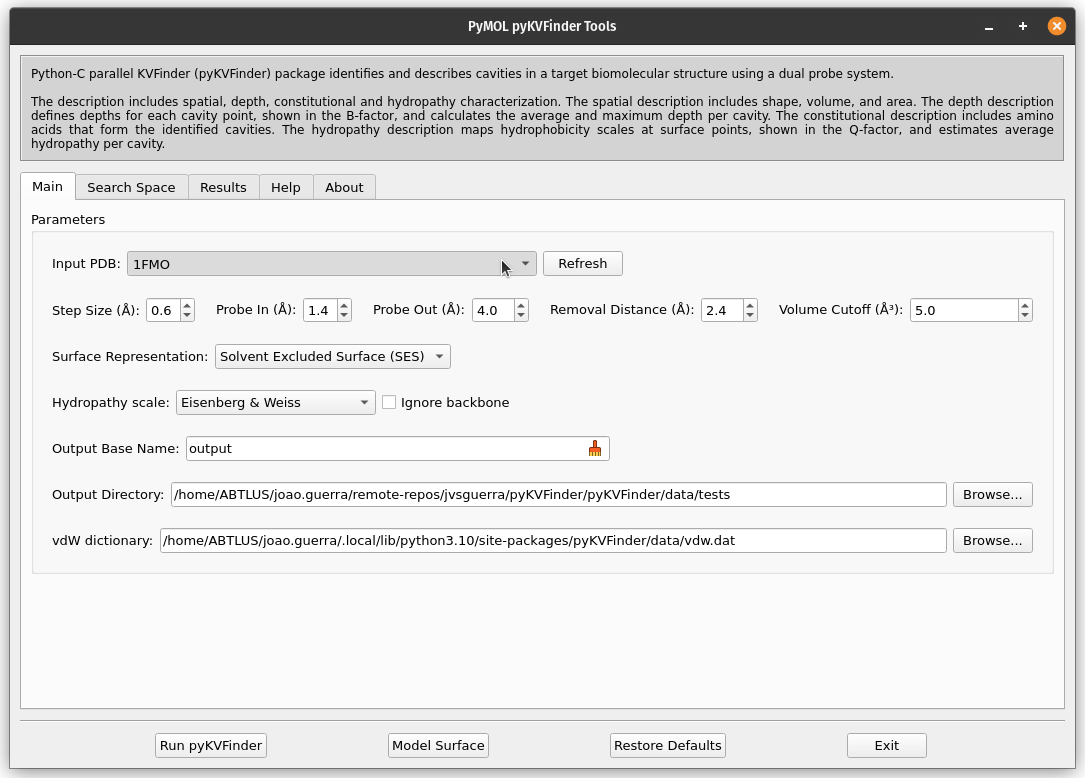 PyMOL pyKVFinder Tools
Python-C parallel KVFinder (pyKVFinder) package identifies and describes cavities in a target biomolecular structure using a dual probe system.
The description includes spatial, depth, constitutional and hydropathy characterization. The spatial description includes shape, volume, and area. The depth description
defines depths for each cavity point, shown in the B-factor, and calculates the average and maximum depth per cavity. The constitutional description includes amino
acids that form the identified cavities. The hydropathy description maps hydrophobicity scales at surface points, shown in the Q-factor, and estimates average
hydropathy per cavity.
Main Search Space Results Help About
Parameters
Input PDB: 1FMO Refresh
Step Size (Å): 0.6 Probe In (Å): 1.4 Probe Out (Å): 4.0 Removal Distance (Å): 2.4 Volume Cutoff (Å³): 5.0
Surface Representation: Solvent Excluded Surface (SES)
Hydropathy scale: Eisenberg & Weiss Ignore backbone
Output Base Name: output
Output Directory: /home/ABTLUS/joao.guerra/remote-repos/jvsguerra/pyKVFinder/pyKVFinder/data/tests Browse...
vdW dictionary: /home/ABTLUS/joao.guerra/.local/lib/python3.10/site-packages/pyKVFinder/data/vdw.dat Browse...
Run pyKVFinder Model Surface Restore Defaults Exit